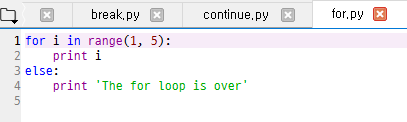 break.py continue.py for.py
1 for i in range(1, 5):
2     print i
3 else:
4     print 'The for loop is over'
5